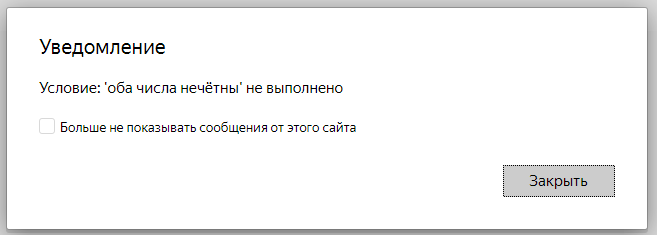 Уведомление
Условие: 'оба числа нечётны' не выполнено
Больше не показывать сообщения от этого сайта
Закрыть